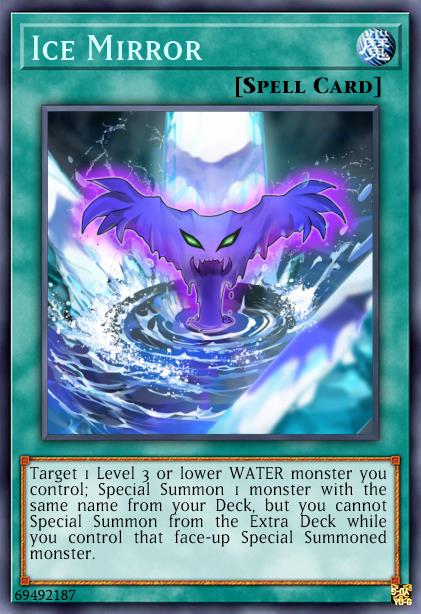 Ice Mirror
[Spell Card]
Target 1 Level 3 or lower WATER monster you
control; Special Summon 1 monster with the
same name from your Deck, but you cannot
Special Summon from the Extra Deck while
you control that face-up Special Summoned
monster.
69492187